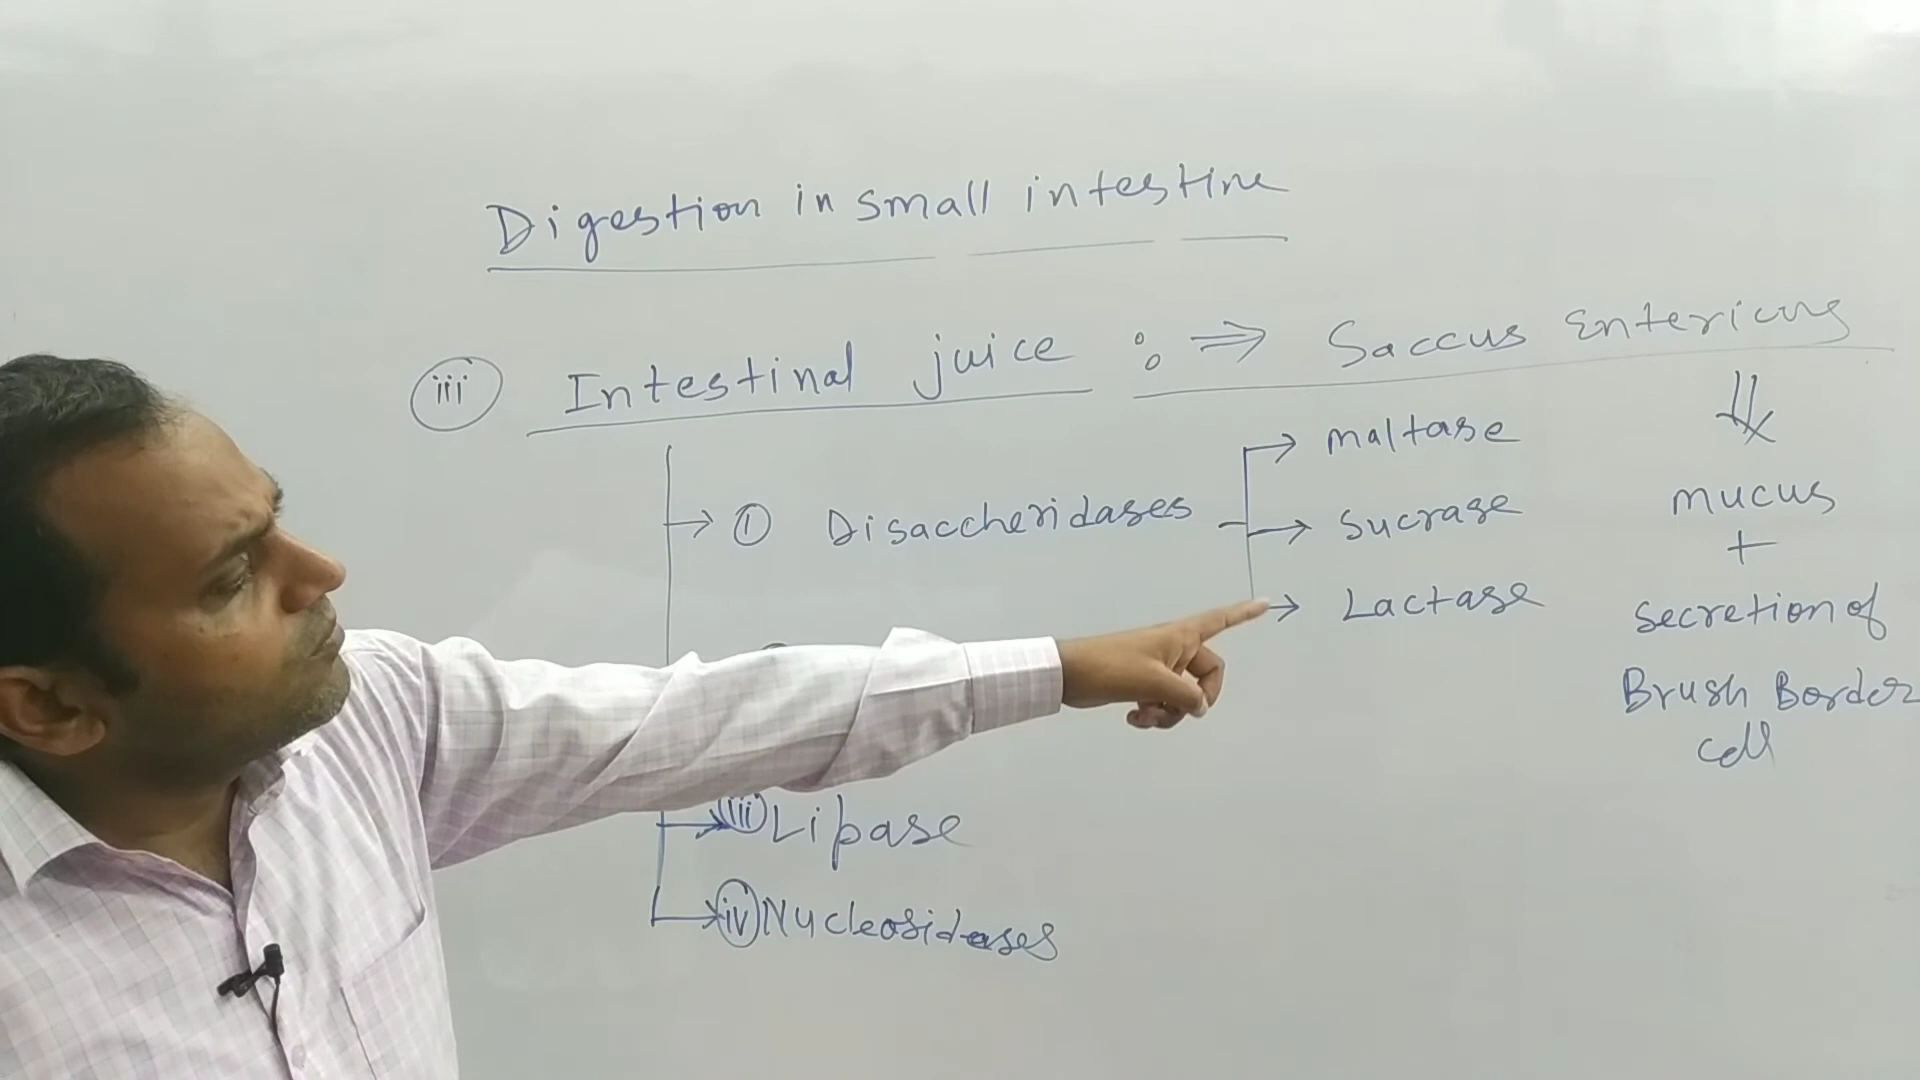 Digestion in small intestine
iii Intestinal juice : ⇒ Saccus Entericus
→ ① Disaccheridases
→ maltase
→ Sucrase
→ Lactase
⇓
mucus
+
secretion of
Brush Border
cell
→ iii Lipase
→ iv Nucleosidases